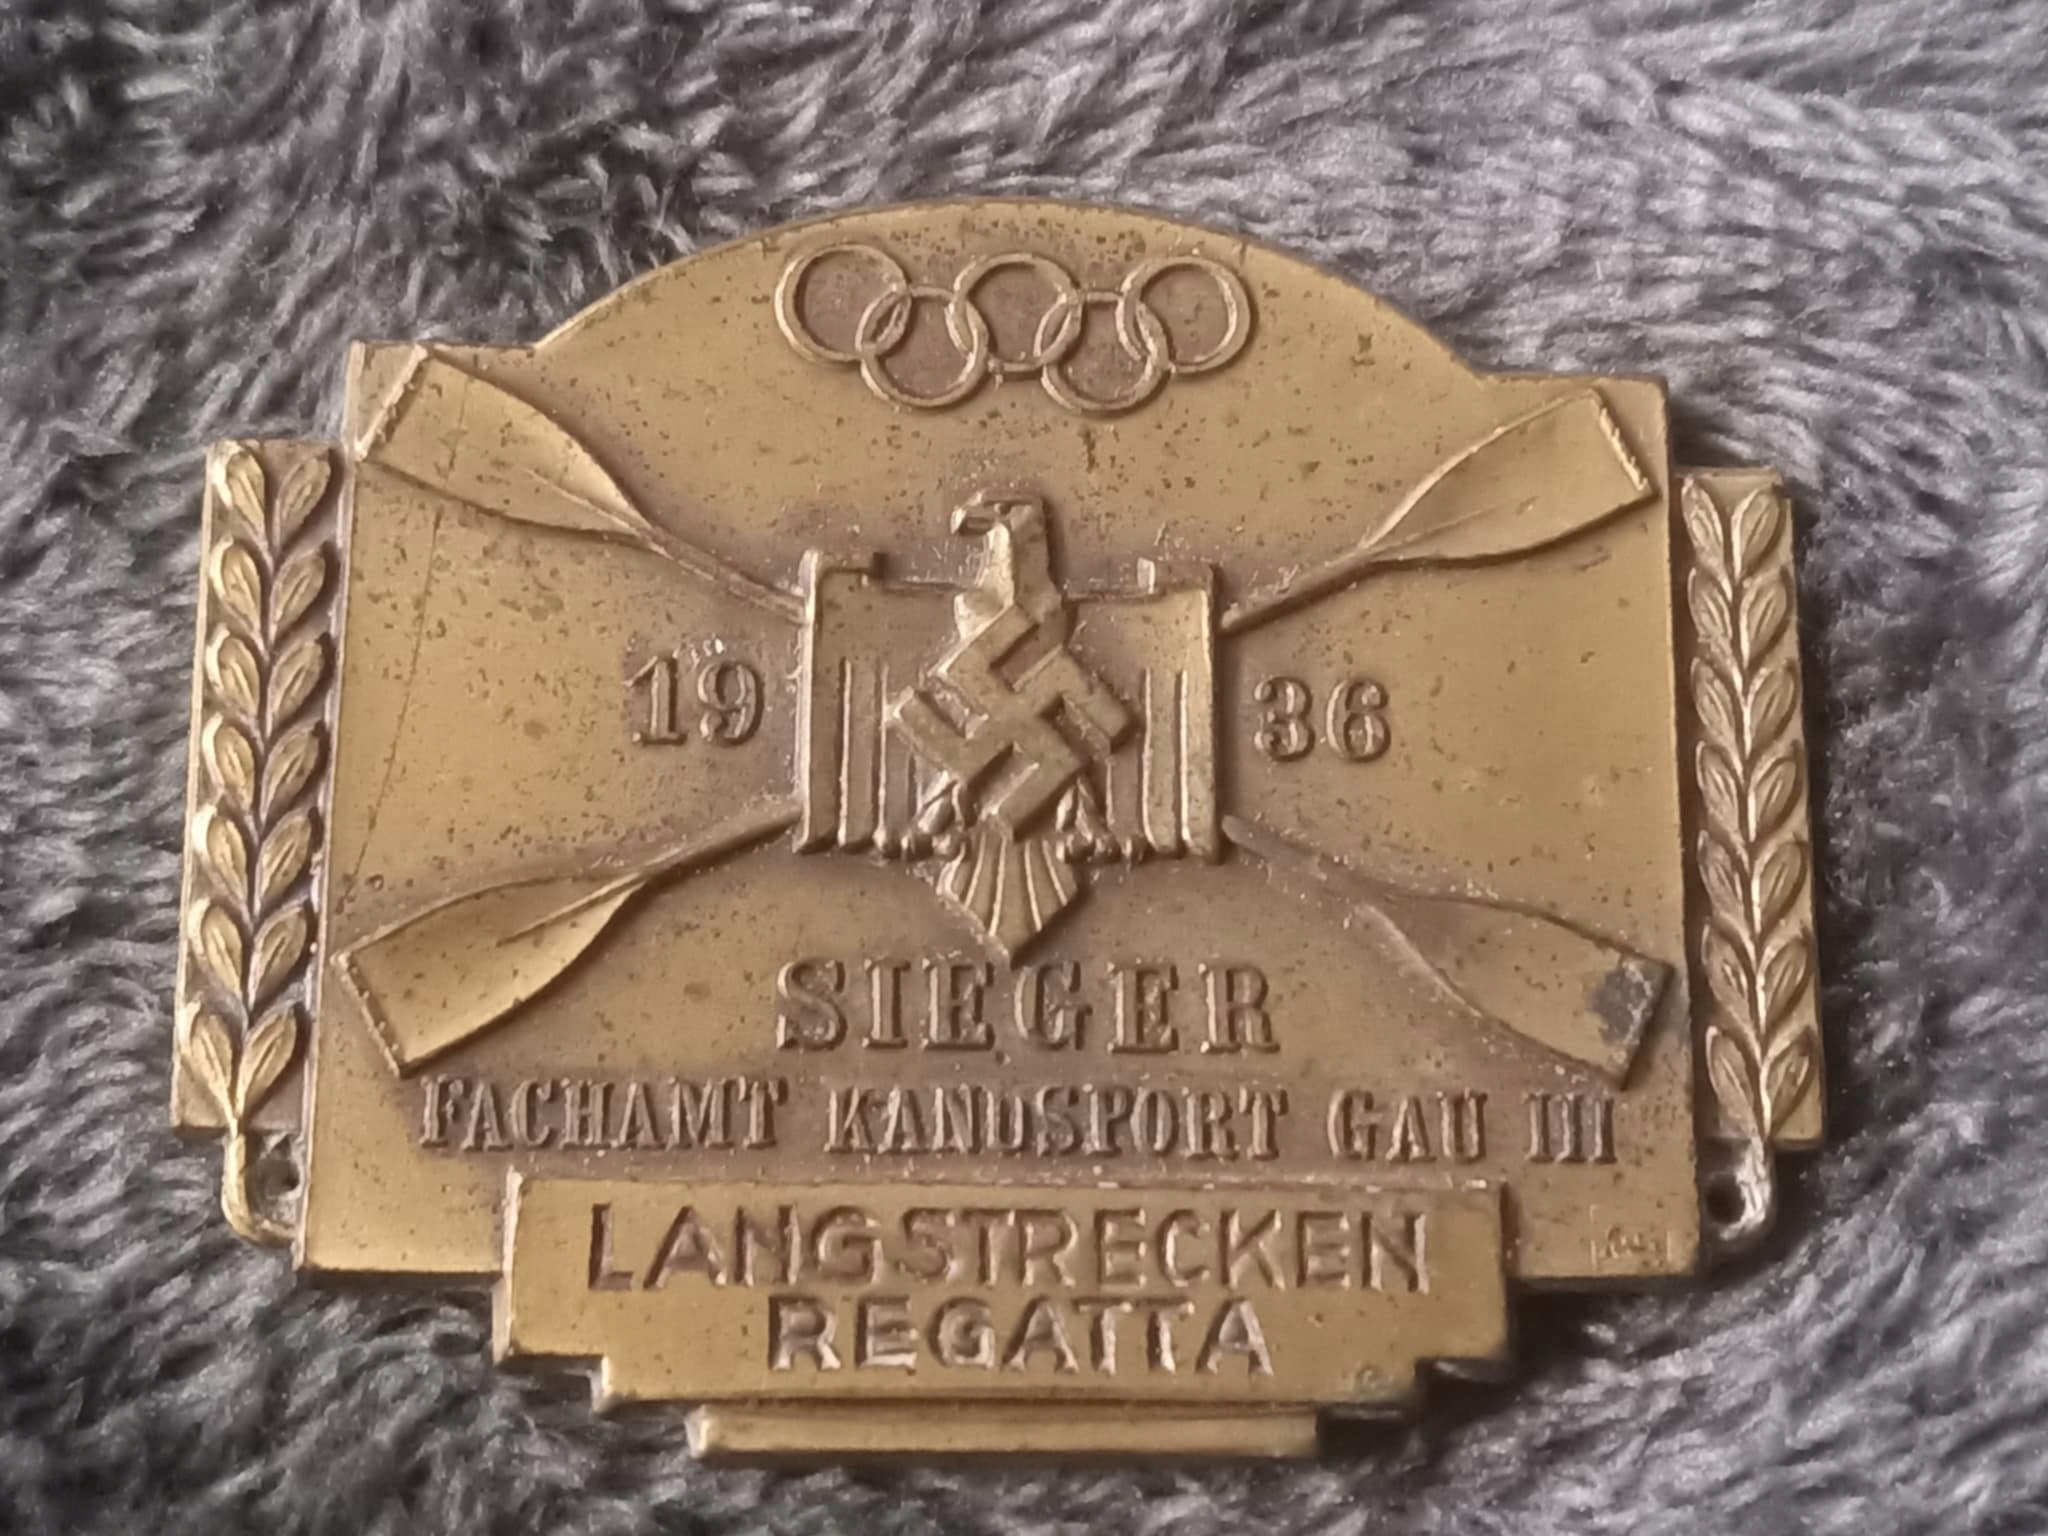 19 36
SIEGER
FACHAMT KANUSPORT GAU III
LANGSTRECKEN
REGATTA